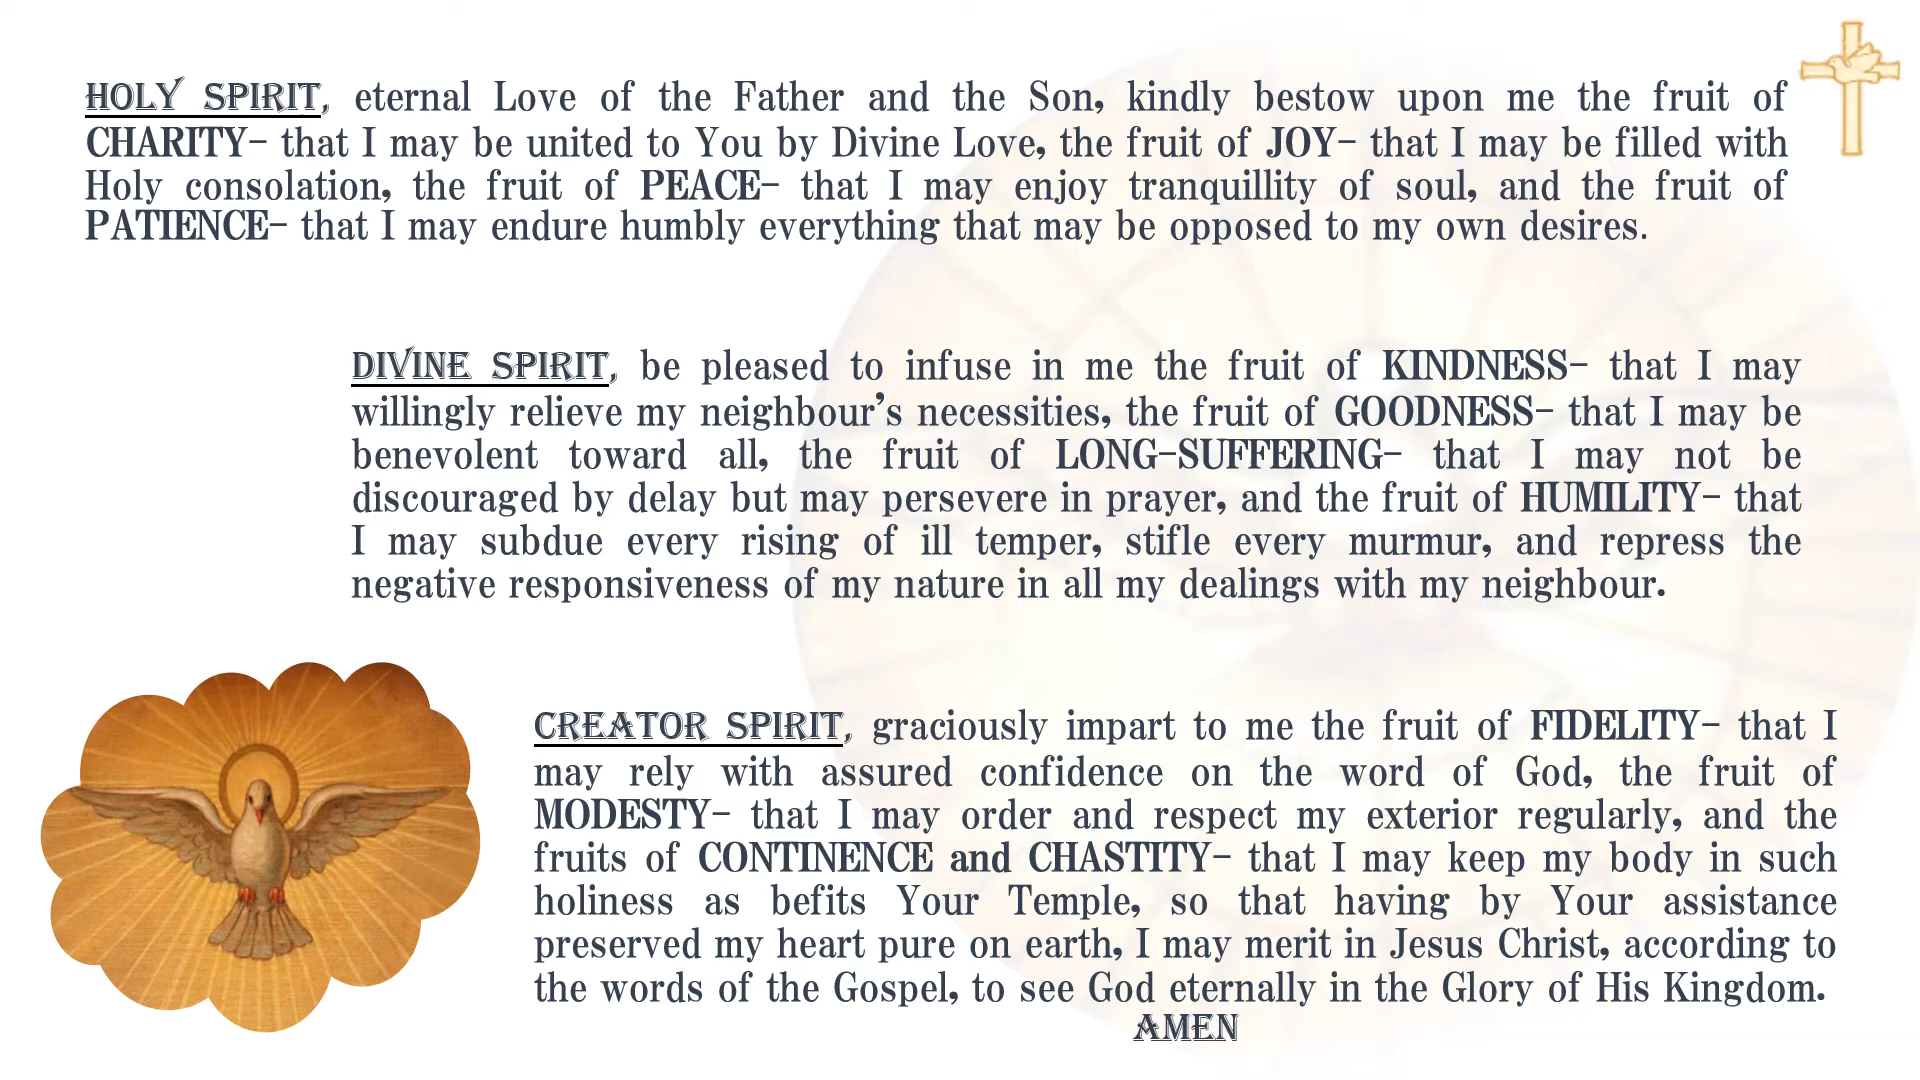 HOLY SPIRIT, eternal Love of the Father and the Son, kindly bestow upon me the fruit of
CHARITY- that I may be united to You by Divine Love, the fruit of JOY- that I may be filled with
Holy consolation, the fruit of PEACE- that I may enjoy tranquillity of soul, and the fruit of
PATIENCE- that I may endure humbly everything that may be opposed to my own desires.
DIVINE SPIRIT, be pleased to infuse in me the fruit of KINDNESS- that I may
willingly relieve my neighbour's necessities, the fruit of GOODNESS- that I may be
benevolent toward all, the fruit of LONG-SUFFERING- that I may not be
discouraged by delay but may persevere in prayer, and the fruit of HUMILITY- that
I may subdue every rising of ill temper, stifle every murmur, and repress the
negative responsiveness of my nature in all my dealings with my neighbour.
CREATOR SPIRIT, graciously impart to me the fruit of FIDELITY- that I
may rely with assured confidence on the word of God, the fruit of
MODESTY- that I may order and respect my exterior regularly, and the
fruits of CONTINENCE and CHASTITY- that I may keep my body in such
holiness as befits Your Temple, so that having by Your assistance
preserved my heart pure on earth, I may merit in Jesus Christ, according to
the words of the Gospel, to see God eternally in the Glory of His Kingdom.
AMEN